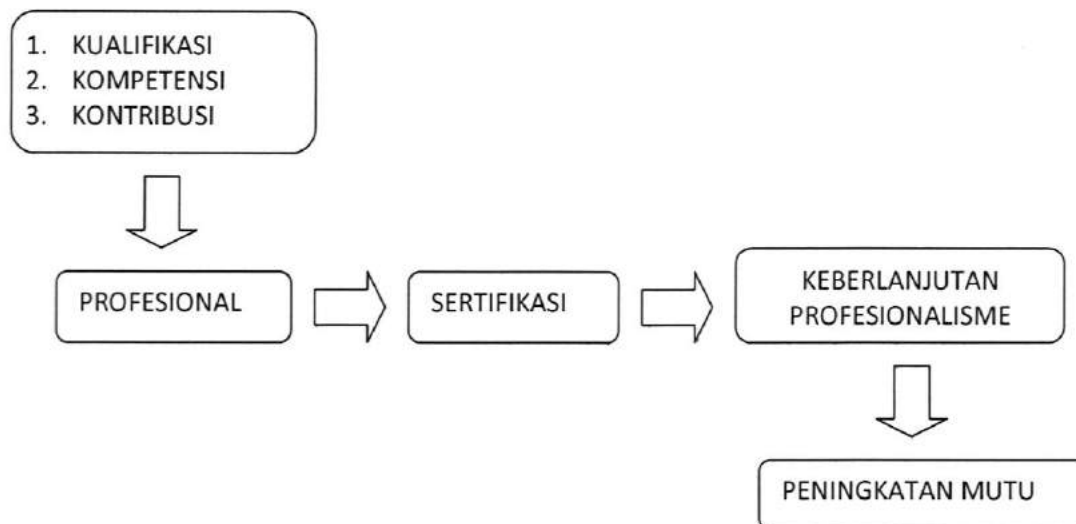 1. KUALIFIKASI
2. KOMPETENSI
3. KONTRIBUSI
PROFESIONAL
SERTIFIKASI
KEBERLANJUTAN
PROFESIONALISME
PENINGKATAN MUTU